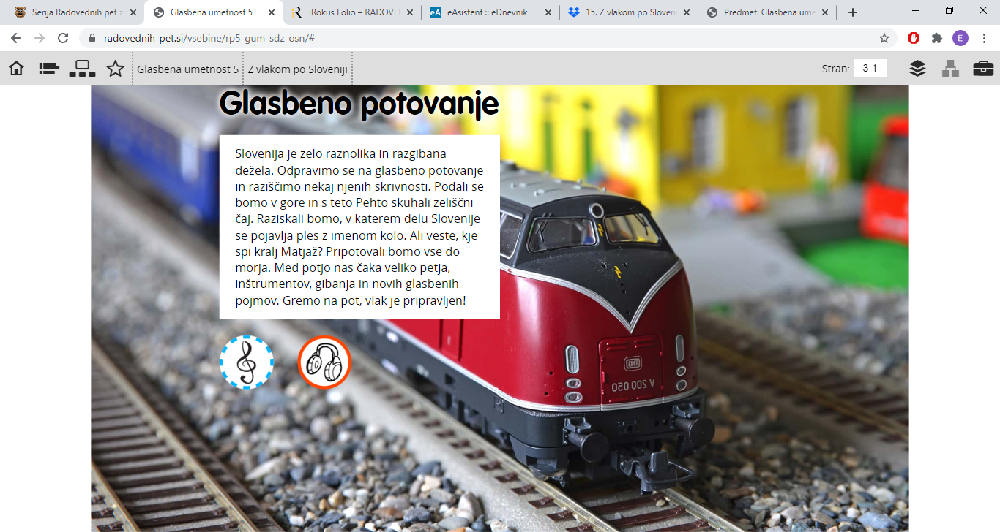 Serija Radovednih pet z
Glasbena umetnost 5
iRokus Folio – RADOVE
eAsistent :: eDnevnik
15. Z vlakom po Sloveni
Predmet: Glasbena ume
radovednih-pet.si/vsebine/rp5-gum-sdz-osn/#
E
Glasbena umetnost 5
Z vlakom po Sloveniji
Stran:
3-1
Glasbeno potovanje
Slovenija je zelo raznolika in razgibana
dežela. Odpravimo se na glasbeno potovanje
in raziščimo nekaj njenih skrivnosti. Podali se
bomo v gore in s teto Pehto skuhali zeliščni
čaj. Raziskali bomo, v katerem delu Slovenije
se pojavlja ples z imenom kolo. Ali veste, kje
spi kralj Matjaž? Pripotovali bomo vse do
morja. Med potjo nas čaka veliko petja,
inštrumentov, gibanja in novih glasbenih
pojmov. Gremo na pot, vlak je pripravljen!
DB
V 200 050